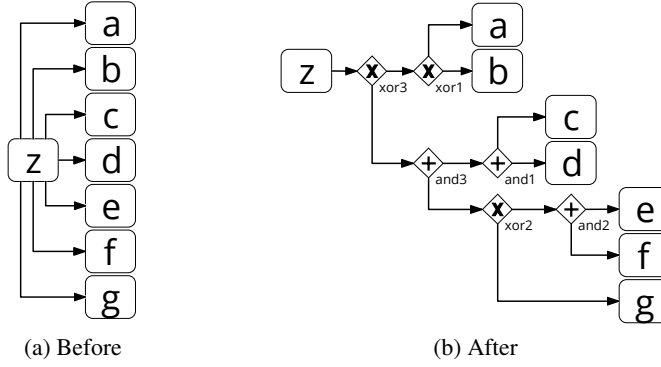 a
b
c
z
d
e
f
g
(a) Before
a
z
x
x
b
xor3
xor1
c
+
+
d
and3
and1
x
+
e
xor2
and2
f
g
(b) After